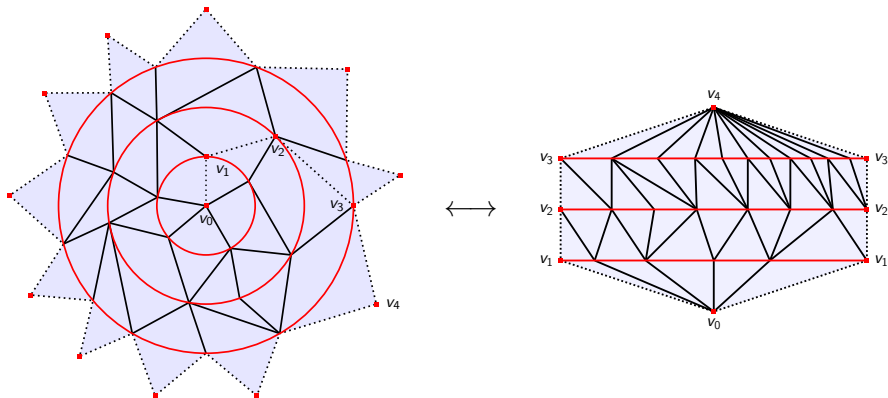 v₁
v₂
v₀
v₃
v₄
⟷
v₄
v₃ v₃
v₂ v₂
v₁ v₁
v₀